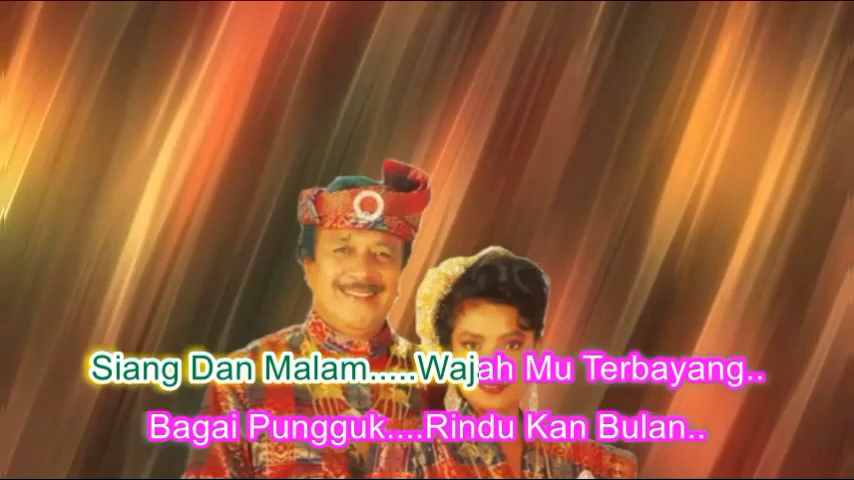 Siang Dan Malam.....Wajah Mu Terbayang..
Bagai Pungguk....Rindu Kan Bulan..